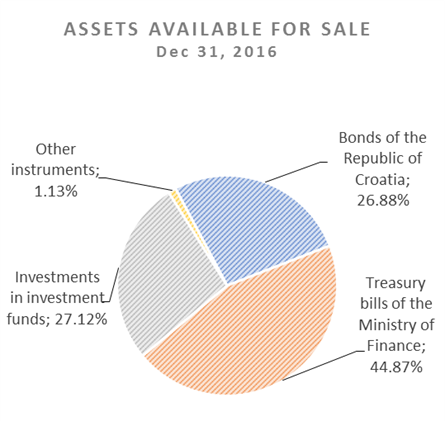 ASSETS AVAILABLE FOR SALE
Dec 31, 2016
Other
instruments;
1.13%
Bonds of the
Republic of
Croatia;
26.88%
Investments
in investment
funds; 27.12%
Treasury
bills of the
Ministry of
Finance;
44.87%